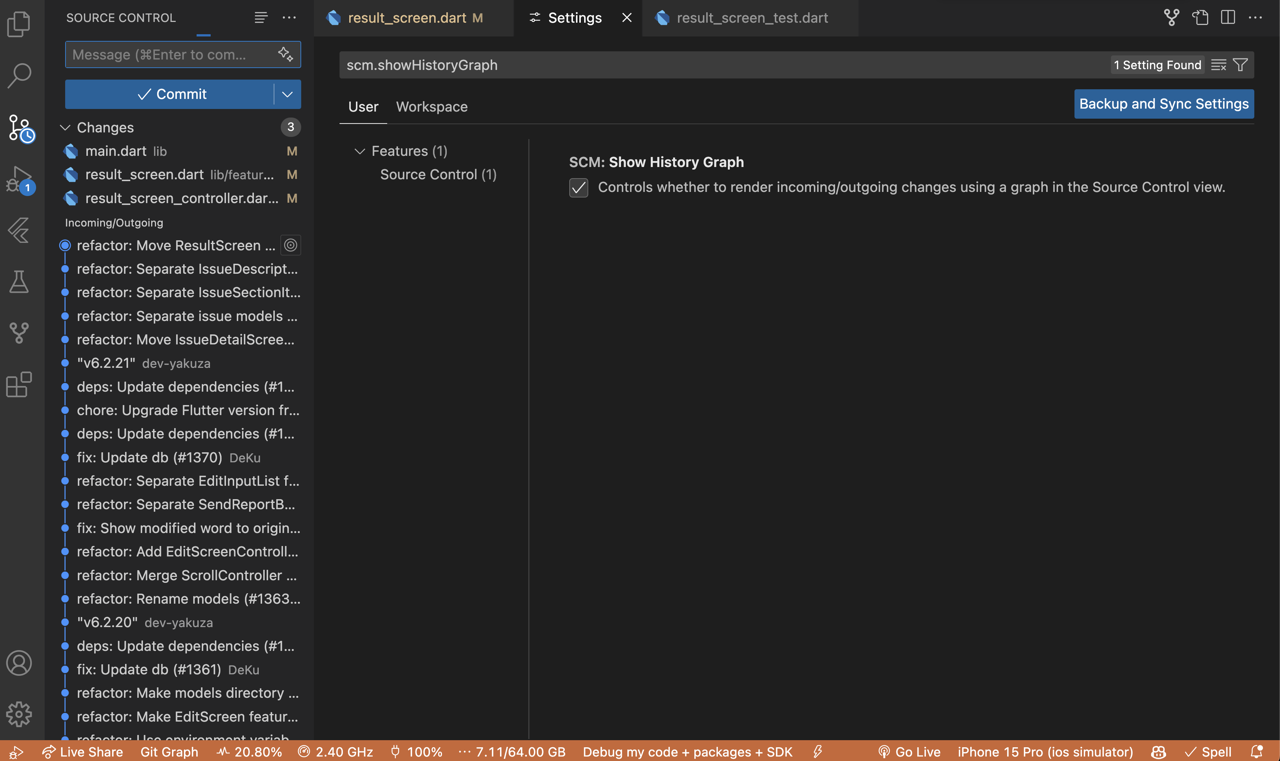 SOURCE CONTROL
Message (⌘Enter to com...
Commit
Changes 3
main.dart lib M
result_screen.dart lib/featur... M
result_screen_controller.dar... M
Incoming/Outgoing
refactor: Move ResultScreen ...
refactor: Separate IssueDescript...
refactor: Separate IssueSectionIt...
refactor: Separate issue models ...
refactor: Move IssueDetailScree...
"v6.2.21" dev-yakuza
deps: Update dependencies (#1...
chore: Upgrade Flutter version fr...
deps: Update dependencies (#1...
fix: Update db (#1370) DeKu
refactor: Separate EditInputList f...
refactor: Separate SendReportB...
fix: Show modified word to origin...
refactor: Add EditScreenControll...
refactor: Merge ScrollController ...
refactor: Rename models (#1363...
"v6.2.20" dev-yakuza
deps: Update dependencies (#1...
fix: Update db (#1361) DeKu
refactor: Make models directory ...
refactor: Make EditScreen featur...
refactor: Use environment variab...
1
result_screen.dart M
Settings
result_screen_test.dart
scm.showHistoryGraph
1 Setting Found
User
Workspace
Backup and Sync Settings
Features (1)
Source Control (1)
SCM: Show History Graph
Controls whether to render incoming/outgoing changes using a graph in the Source Control view.
Live Share Git Graph 20.80% 2.40 GHz 100% 7.11/64.00 GB Debug my code + packages + SDK Go Live iPhone 15 Pro (ios simulator) Spell